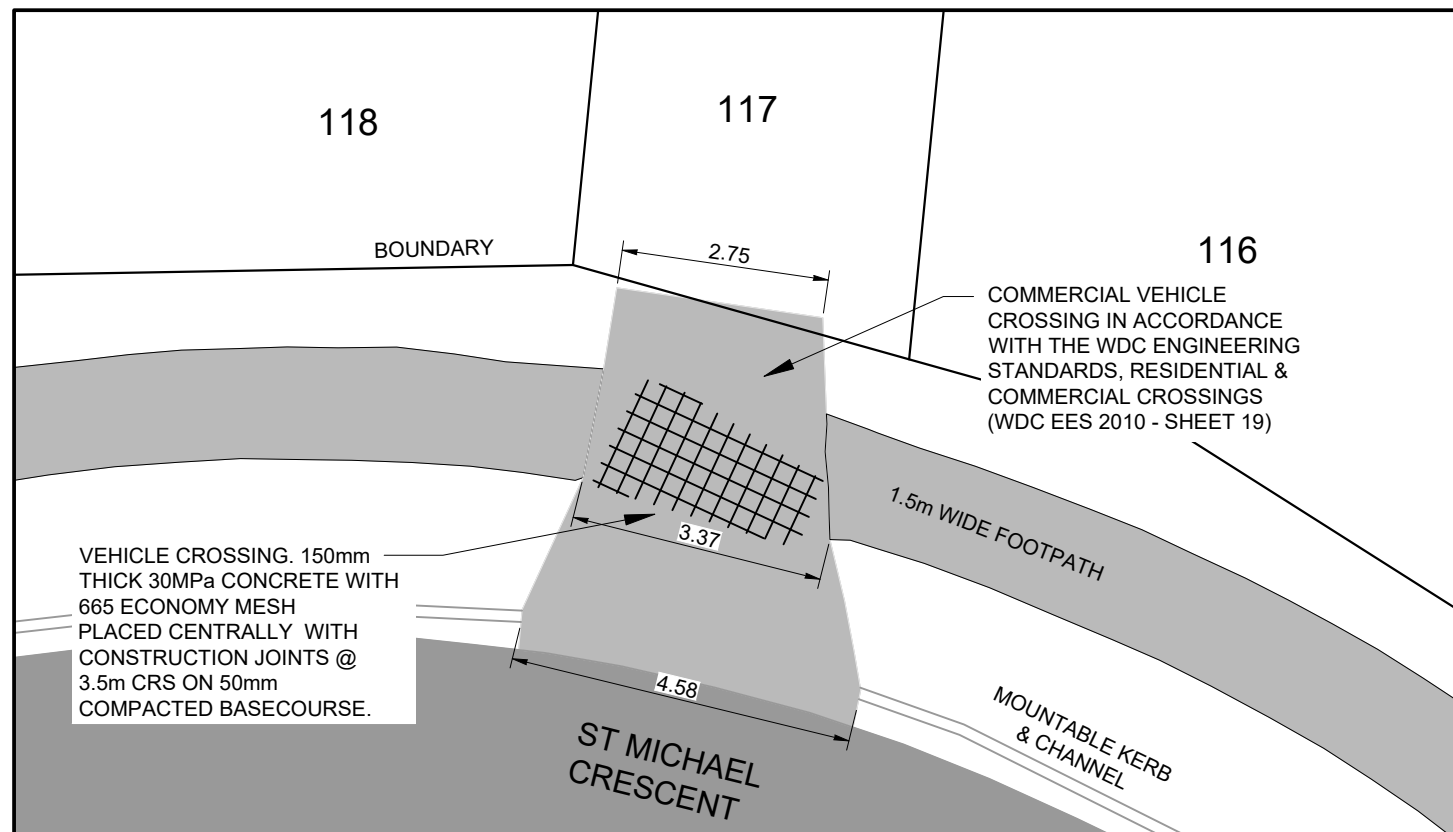 118
117
116
BOUNDARY
2.75
COMMERCIAL VEHICLE
CROSSING IN ACCORDANCE
WITH THE WDC ENGINEERING
STANDARDS, RESIDENTIAL &
COMMERCIAL CROSSINGS
(WDC EES 2010 - SHEET 19)
1.5m WIDE FOOTPATH
3.37
VEHICLE CROSSING. 150mm
THICK 30MPa CONCRETE WITH
665 ECONOMY MESH
PLACED CENTRALLY WITH
CONSTRUCTION JOINTS @
3.5m CRS ON 50mm
COMPACTED BASECOURSE.
4.58
MOUNTABLE KERB
& CHANNEL
ST MICHAEL
CRESCENT